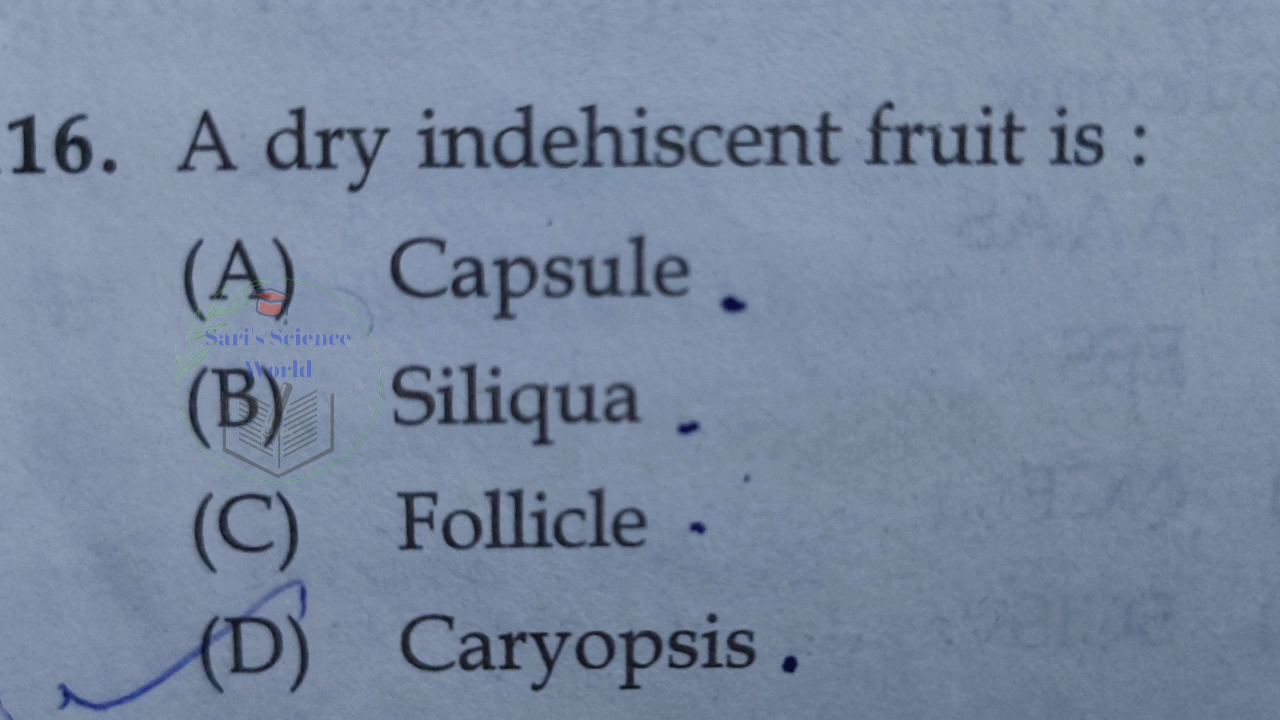 16. A dry indehiscent fruit is :
(A) Capsule
Sari's Science
World
(B) Siliqua
(C) Follicle
(D) Caryopsis